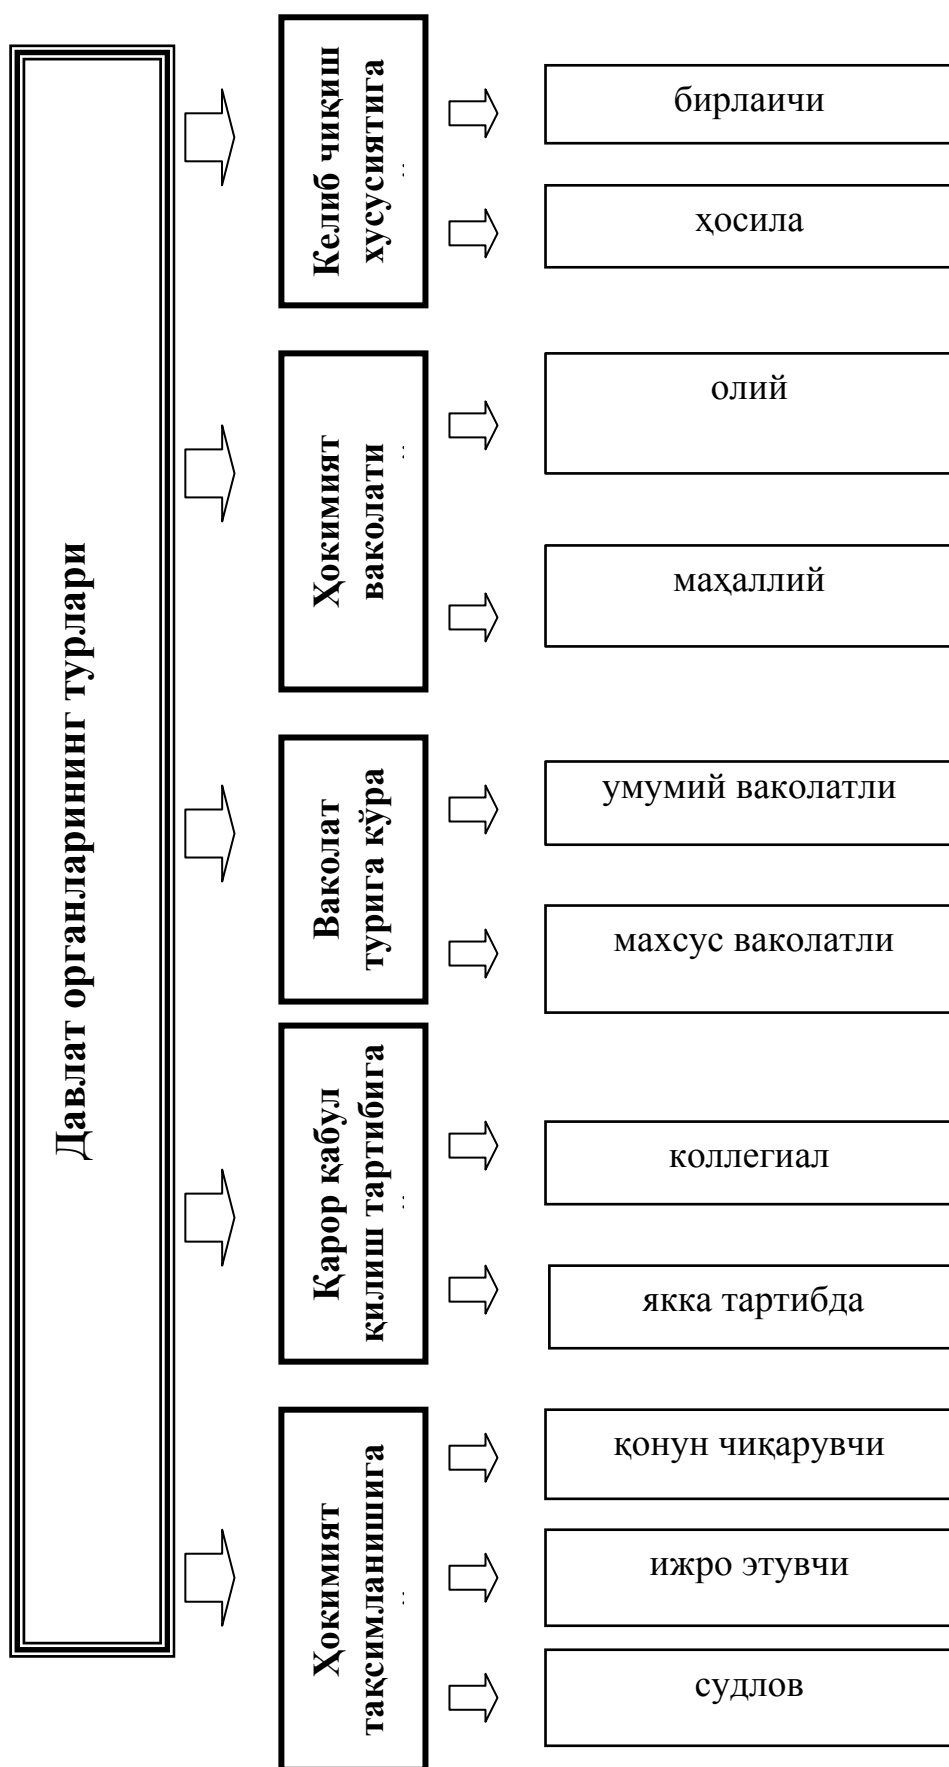 Давлат органларининг турлари
Келиб чиқиш
хусусиятига
бирлаичи
ҳосила
Ҳокимият
ваколати
олий
маҳаллий
Ваколат
турига кўра
умумий ваколатли
махсус ваколатли
Қарор қабул
қилиш тартибига
коллегиал
якка тартибда
Ҳокимият
тақсимланишига
қонун чиқарувчи
ижро этувчи
судлов